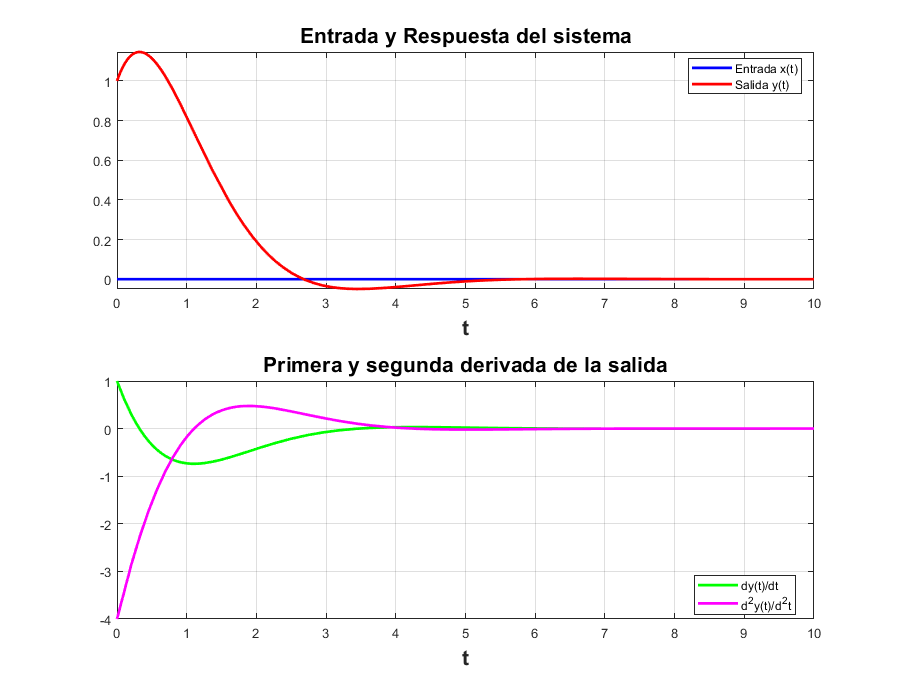 Entrada y Respuesta del sistema
Entrada x(t)
Salida y(t)
1
0.8
0.6
0.4
0.2
0
0 1 2 3 4 5 6 7 8 9 10
t
Primera y segunda derivada de la salida
1
0
-1
-2
-3
-4
dy(t)/dt
d²y(t)/d²t
0 1 2 3 4 5 6 7 8 9 10
t